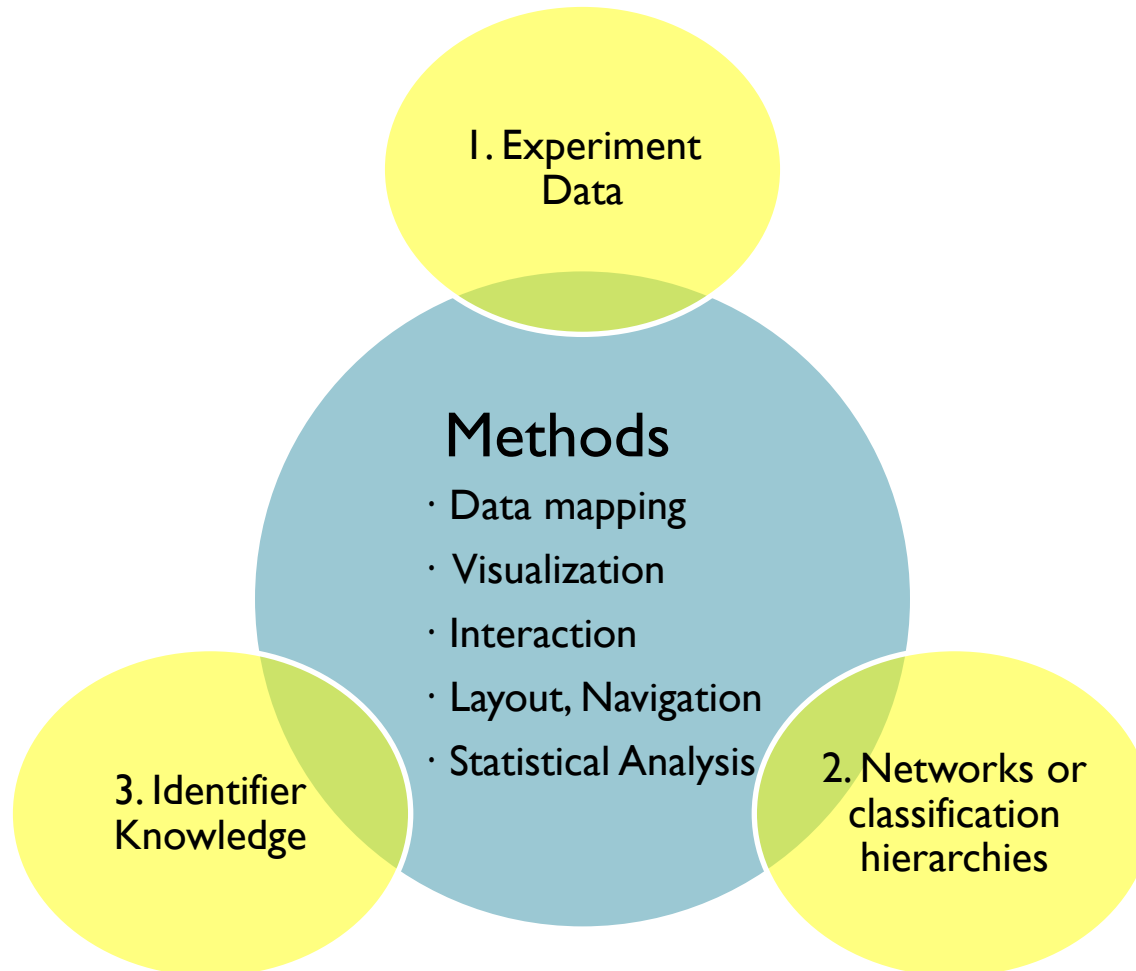 1. Experiment
Data
Methods
· Data mapping
· Visualization
· Interaction
· Layout, Navigation
· Statistical Analysis
2. Networks or
classification
hierarchies
3. Identifier
Knowledge